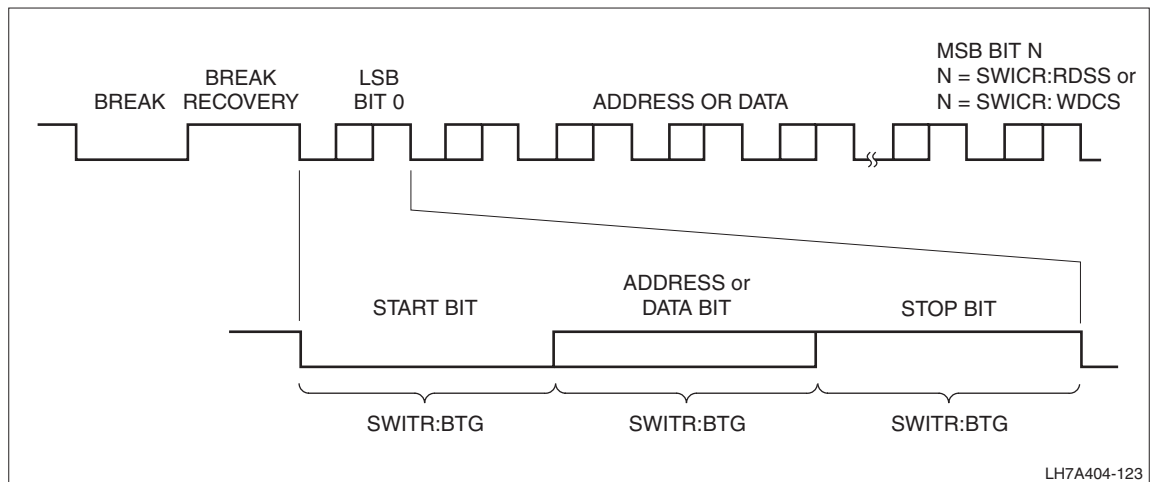 BREAK
BREAK
RECOVERY
LSB
BIT 0
ADDRESS OR DATA
MSB BIT N
N = SWICR:RDSS or
N = SWICR: WDCS
START BIT
ADDRESS or
DATA BIT
STOP BIT
SWITR:BTG
SWITR:BTG
SWITR:BTG
LH7A404-123